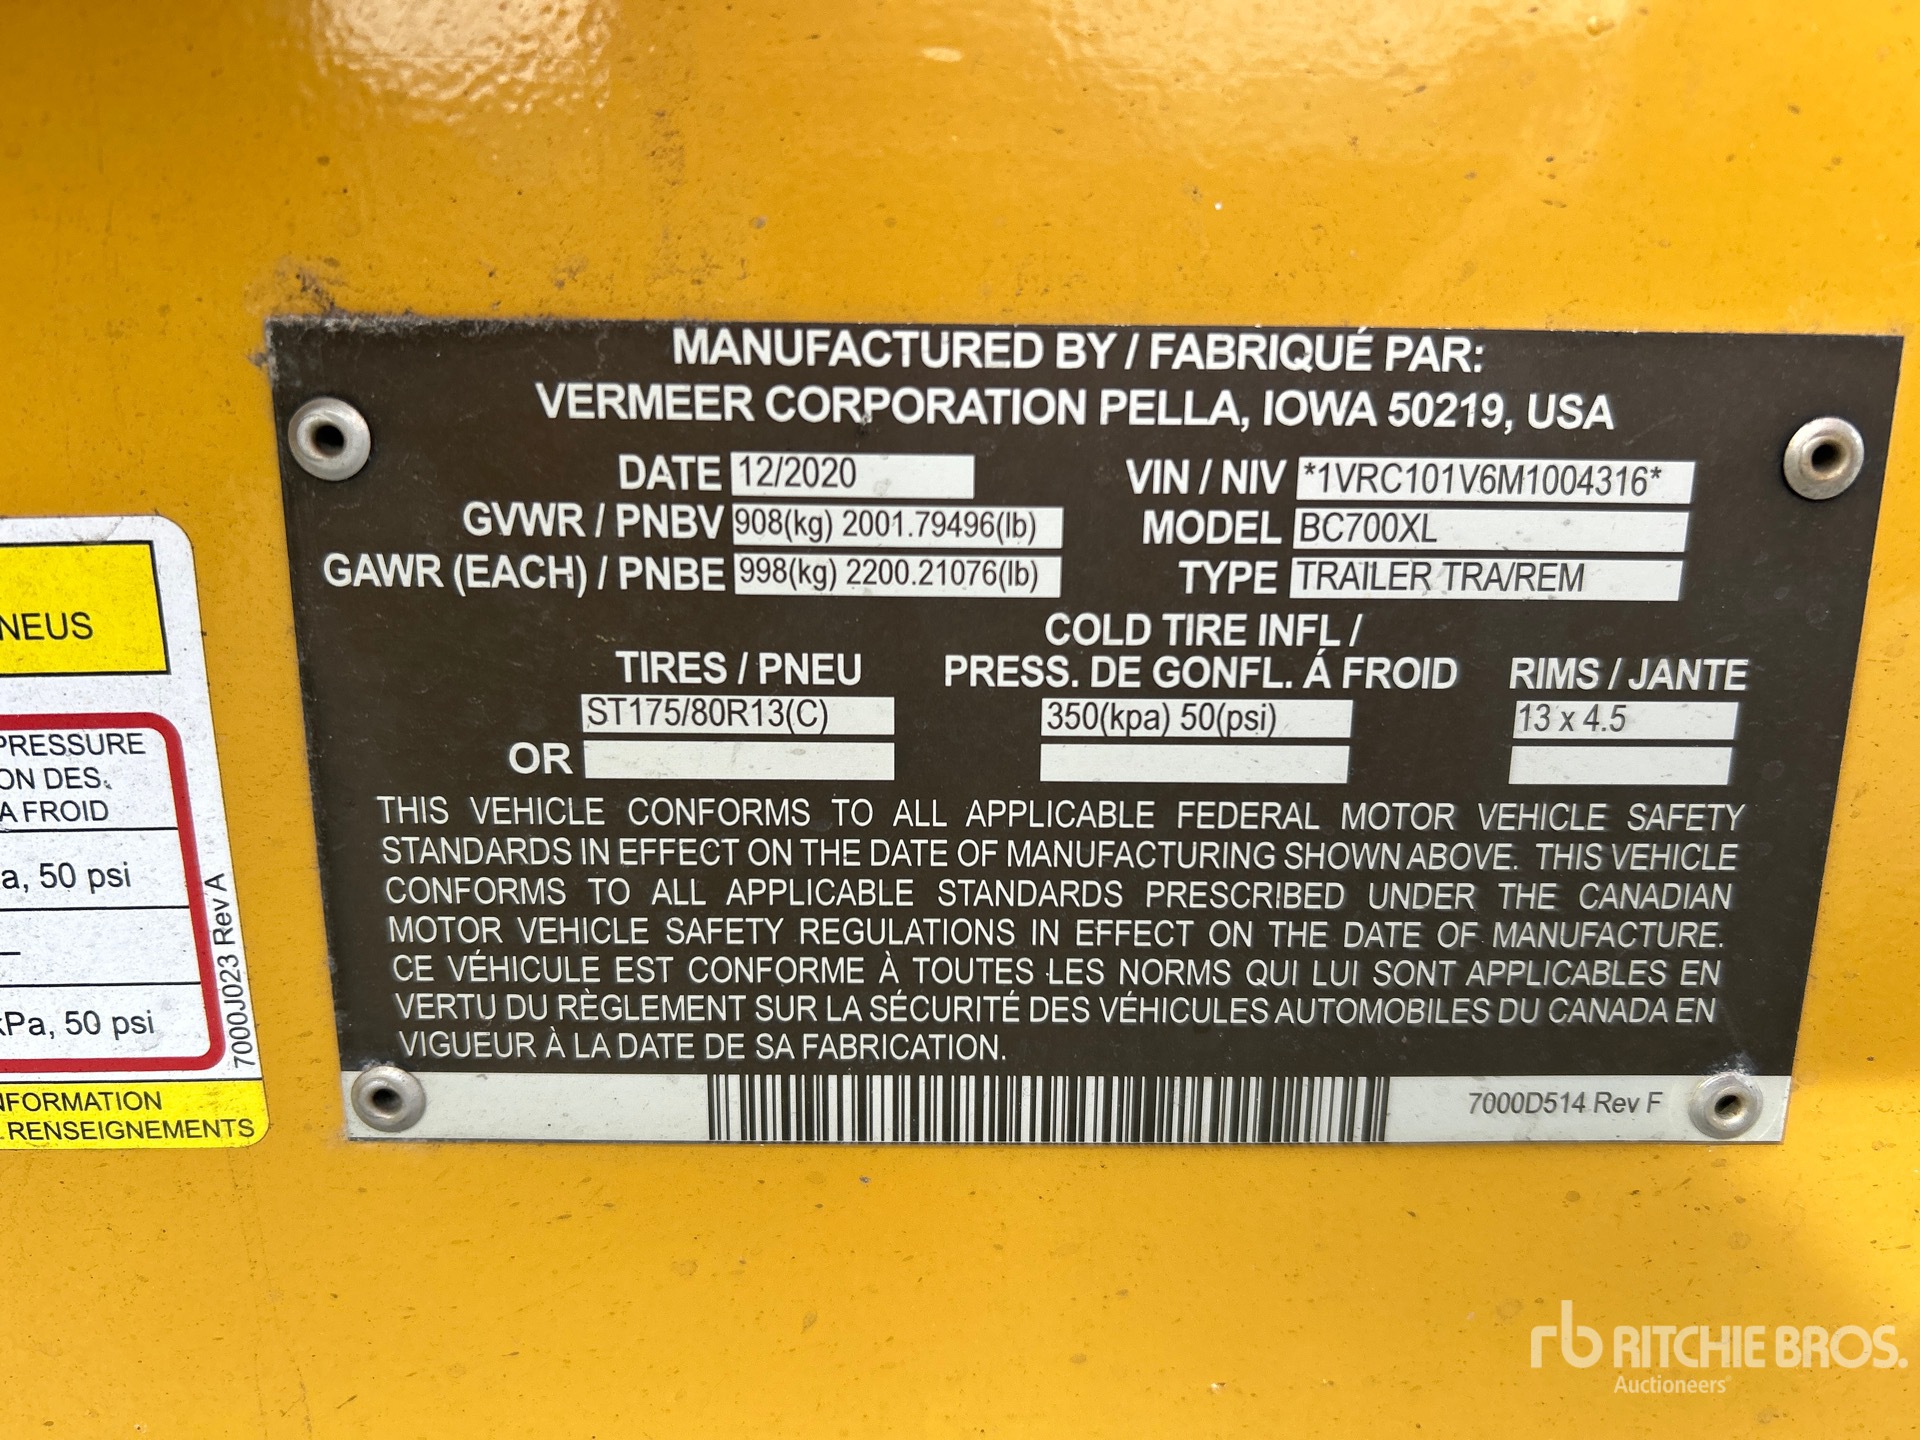 MANUFACTURED BY / FABRIQUÉ PAR:
VERMEER CORPORATION PELLA, IOWA 50219, USA
DATE 12/2020
VIN / NIV *1VRC101V6M1004316*
GVWR / PNBV 908(kg) 2001.79496(lb)
MODEL BC700XL
GAWR (EACH) / PNBE 998(kg) 2200.21076(lb)
TYPE TRAILER TRA/REM
COLD TIRE INFL /
TIRES / PNEU PRESS. DE GONFL. Á FROID RIMS / JANTE
ST175/80R13(C) 350(kpa) 50(psi) 13 x 4.5
OR
THIS VEHICLE CONFORMS TO ALL APPLICABLE FEDERAL MOTOR VEHICLE SAFETY
STANDARDS IN EFFECT ON THE DATE OF MANUFACTURING SHOWN ABOVE. THIS VEHICLE
CONFORMS TO ALL APPLICABLE STANDARDS PRESCRIBED UNDER THE CANADIAN
MOTOR VEHICLE SAFETY REGULATIONS IN EFFECT ON THE DATE OF MANUFACTURE.
CE VÉHICULE EST CONFORME À TOUTES LES NORMS QUI LUI SONT APPLICABLES EN
VERTU DU RÈGLEMENT SUR LA SÉCURITÉ DES VÉHICULES AUTOMOBILES DU CANADA EN
VIGUEUR À LA DATE DE SA FABRICATION.
7000D514 Rev F
NEUS
PRESSURE
ON DES
A FROID
a, 50 psi
—
kPa, 50 psi
7000J023 Rev A
NFORMATION
RENSEIGNEMENTS
rb RITCHIE BROS.
Auctioneers